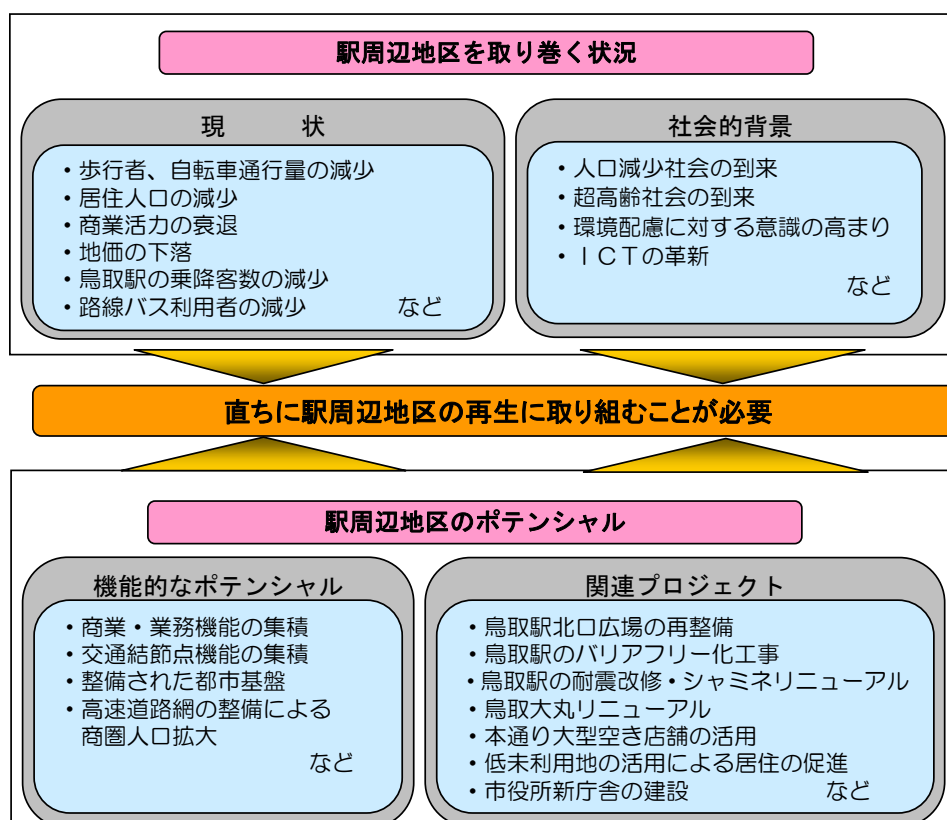 駅周辺地区を取り巻く状況
現 状
・歩行者、自転車通行量の減少
・居住人口の減少
・商業活力の衰退
・地価の下落
・鳥取駅の乗降客数の減少
・路線バス利用者の減少 など
社会的背景
・人口減少社会の到来
・超高齢社会の到来
・環境配慮に対する意識の高まり
・ＩＣＴの革新
など
直ちに駅周辺地区の再生に取り組むことが必要
駅周辺地区のポテンシャル
機能的なポテンシャル
・商業・業務機能の集積
・交通結節点機能の集積
・整備された都市基盤
・高速道路網の整備による
商圏人口拡大
など
関連プロジェクト
・鳥取駅北口広場の再整備
・鳥取駅のバリアフリー化工事
・鳥取駅の耐震改修・シャミネリニューアル
・鳥取大丸リニューアル
・本通り大型空き店舗の活用
・低未利用地の活用による居住の促進
・市役所新庁舎の建設 など